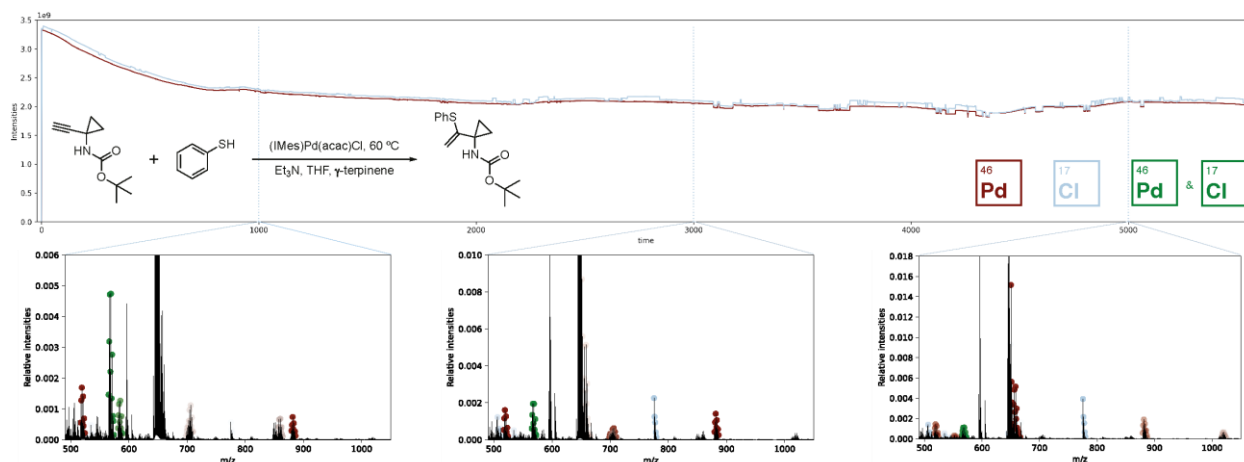 1e9
3.5
3.0
2.5
2.0
1.5
1.0
0.5
0.0
Intensities
0
1000
2000
3000
4000
5000
time
NH
O
O
+
SH
(IMes)Pd(acac)Cl, 60 ºC
Et₃N, THF, γ-terpinene
PhS
NH
O
O
46
Pd
17
Cl
46
Pd
&
17
Cl
0.006
0.005
0.004
0.003
0.002
0.001
0.000
Relative intensities
500 600 700 800 900 1000
m/z
0.010
0.008
0.006
0.004
0.002
0.000
Relative intensities
500 600 700 800 900 1000
m/z
0.018
0.016
0.014
0.012
0.010
0.008
0.006
0.004
0.002
0.000
Relative intensities
500 600 700 800 900 1000
m/z